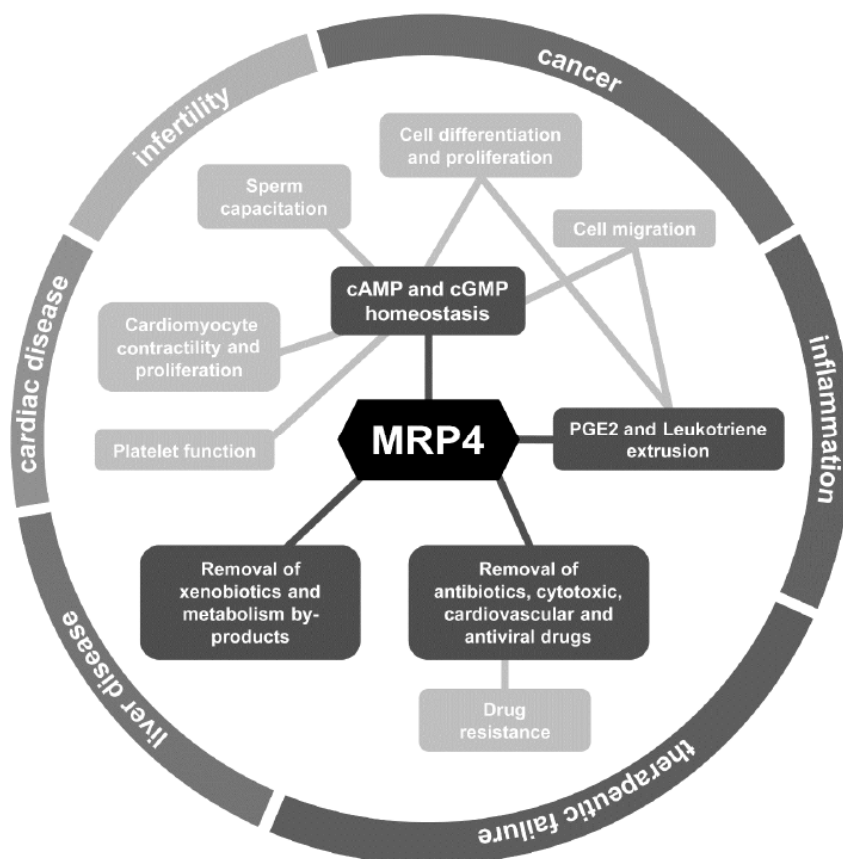 cancer
infertility
Cell differentiation
and proliferation
Sperm
capacitation
Cell migration
cAMP and cGMP
homeostasis
cardiac disease
Cardiomyocyte
contractility and
proliferation
inflammation
MRP4
PGE2 and Leukotriene
extrusion
Platelet function
Removal of
xenobiotics and
metabolism by-
products
Removal of
antibiotics, cytotoxic,
cardiovascular and
antiviral drugs
liver disease
Drug
resistance
therapeutic failure